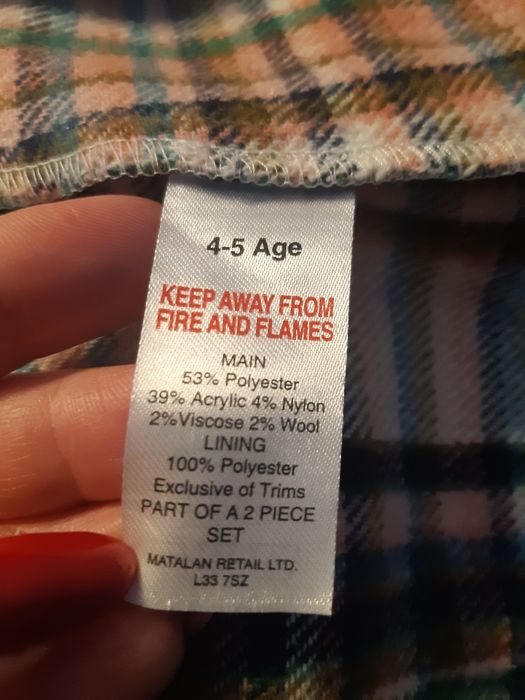 4-5 Age
KEEP AWAY FROM
FIRE AND FLAMES
MAIN
53% Polyester
39% Acrylic 4% Nylon
2%Viscose 2% Wool
LINING
100% Polyester
Exclusive of Trims
PART OF A 2 PIECE
SET
MATALAN RETAIL LTD.
L33 7SZ